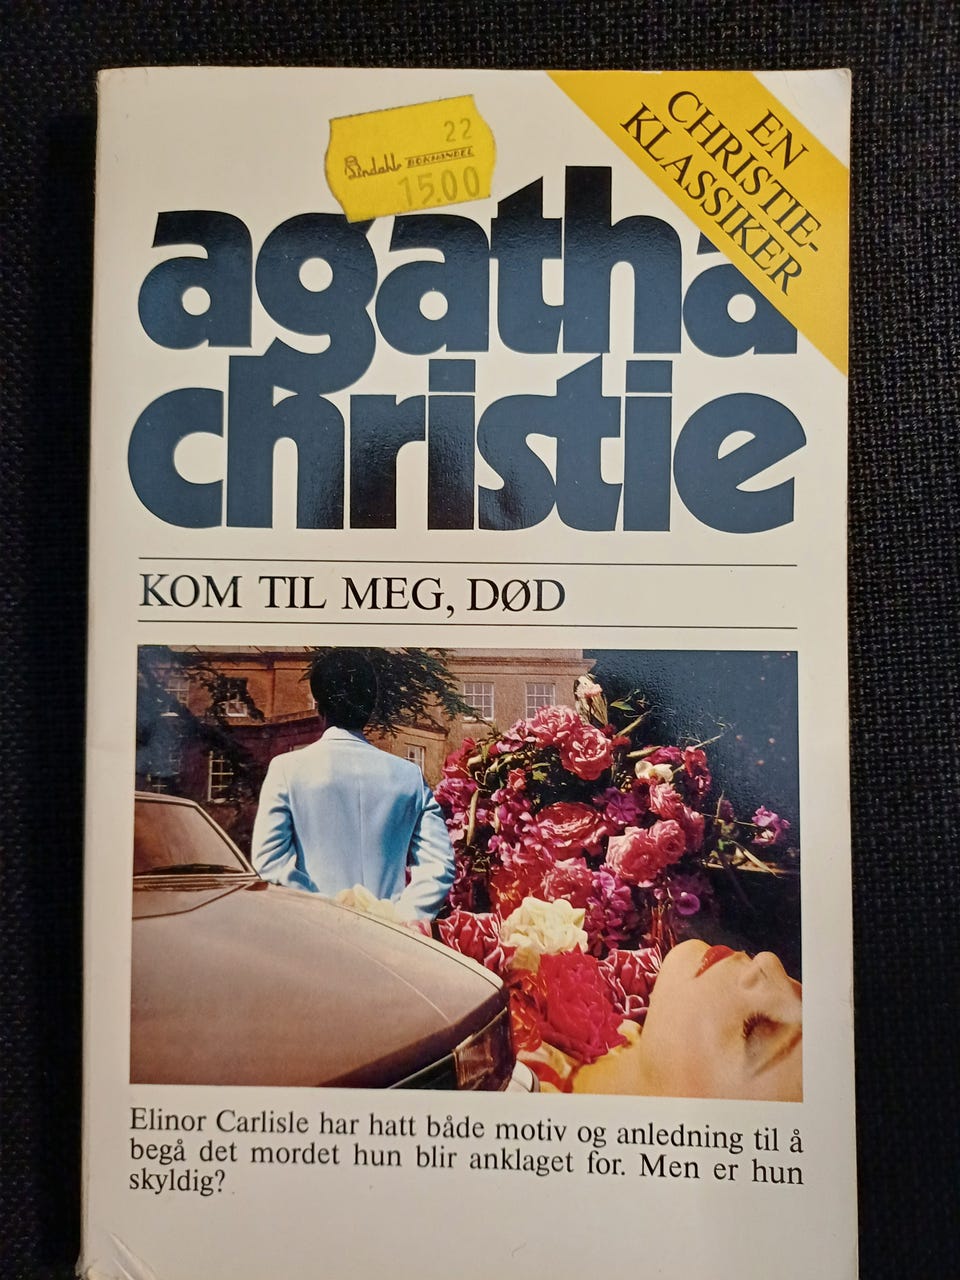 EN
CHRISTIE-
KLASSIKER
22
BOKHANDEL
15.00
agatha
christie
KOM TIL MEG, DØD
Elinor Carlisle har hatt både motiv og anledning til å
begå det mordet hun blir anklaget for. Men er hun
skyldig?